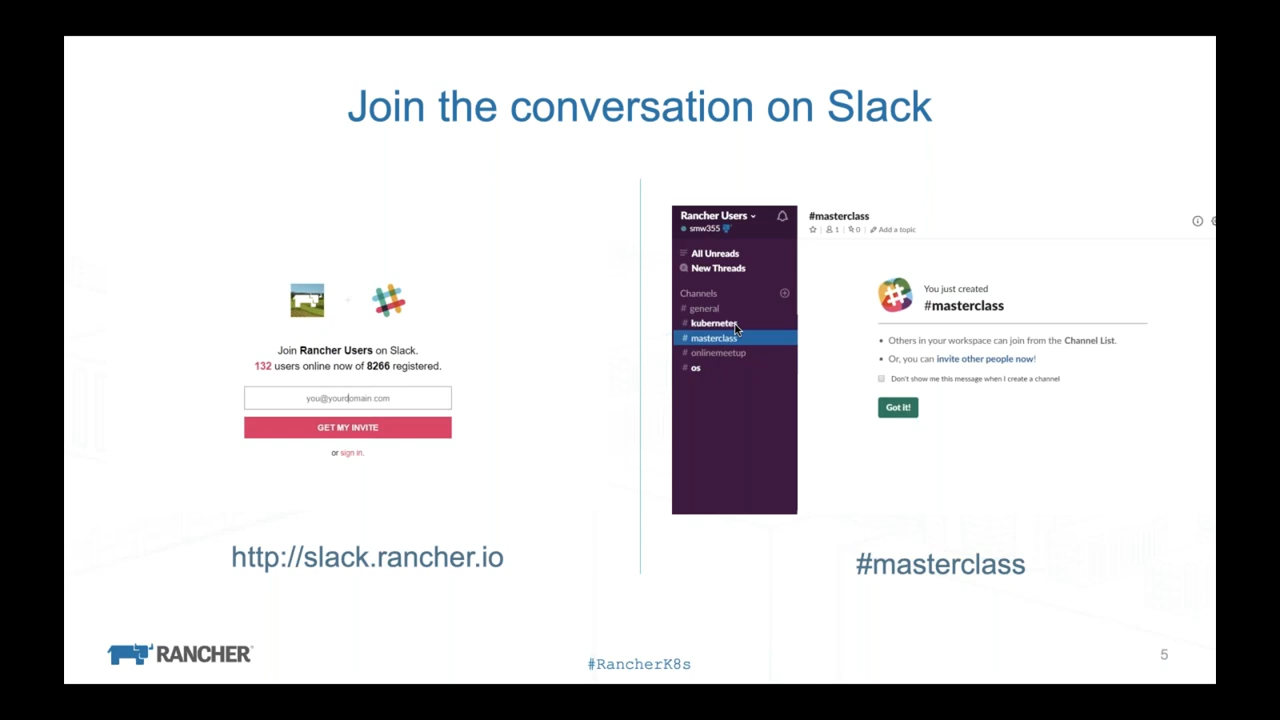 Join the conversation on Slack
Join Rancher Users on Slack.
132 users online now of 8266 registered.
you@yourdomain.com
GET MY INVITE
or sign in.
http://slack.rancher.io
Rancher Users
smw355
All Unreads
New Threads
Channels
# general
# kubernetes
# masterclass
# onlinemeetup
# os
#masterclass
1 | 0 | Add a topic
You just created
#masterclass
• Others in your workspace can join from the Channel List.
• Or, you can invite other people now!
Don't show me this message when I create a channel
Got it!
#masterclass
RANCHER
#RancherK8s
5